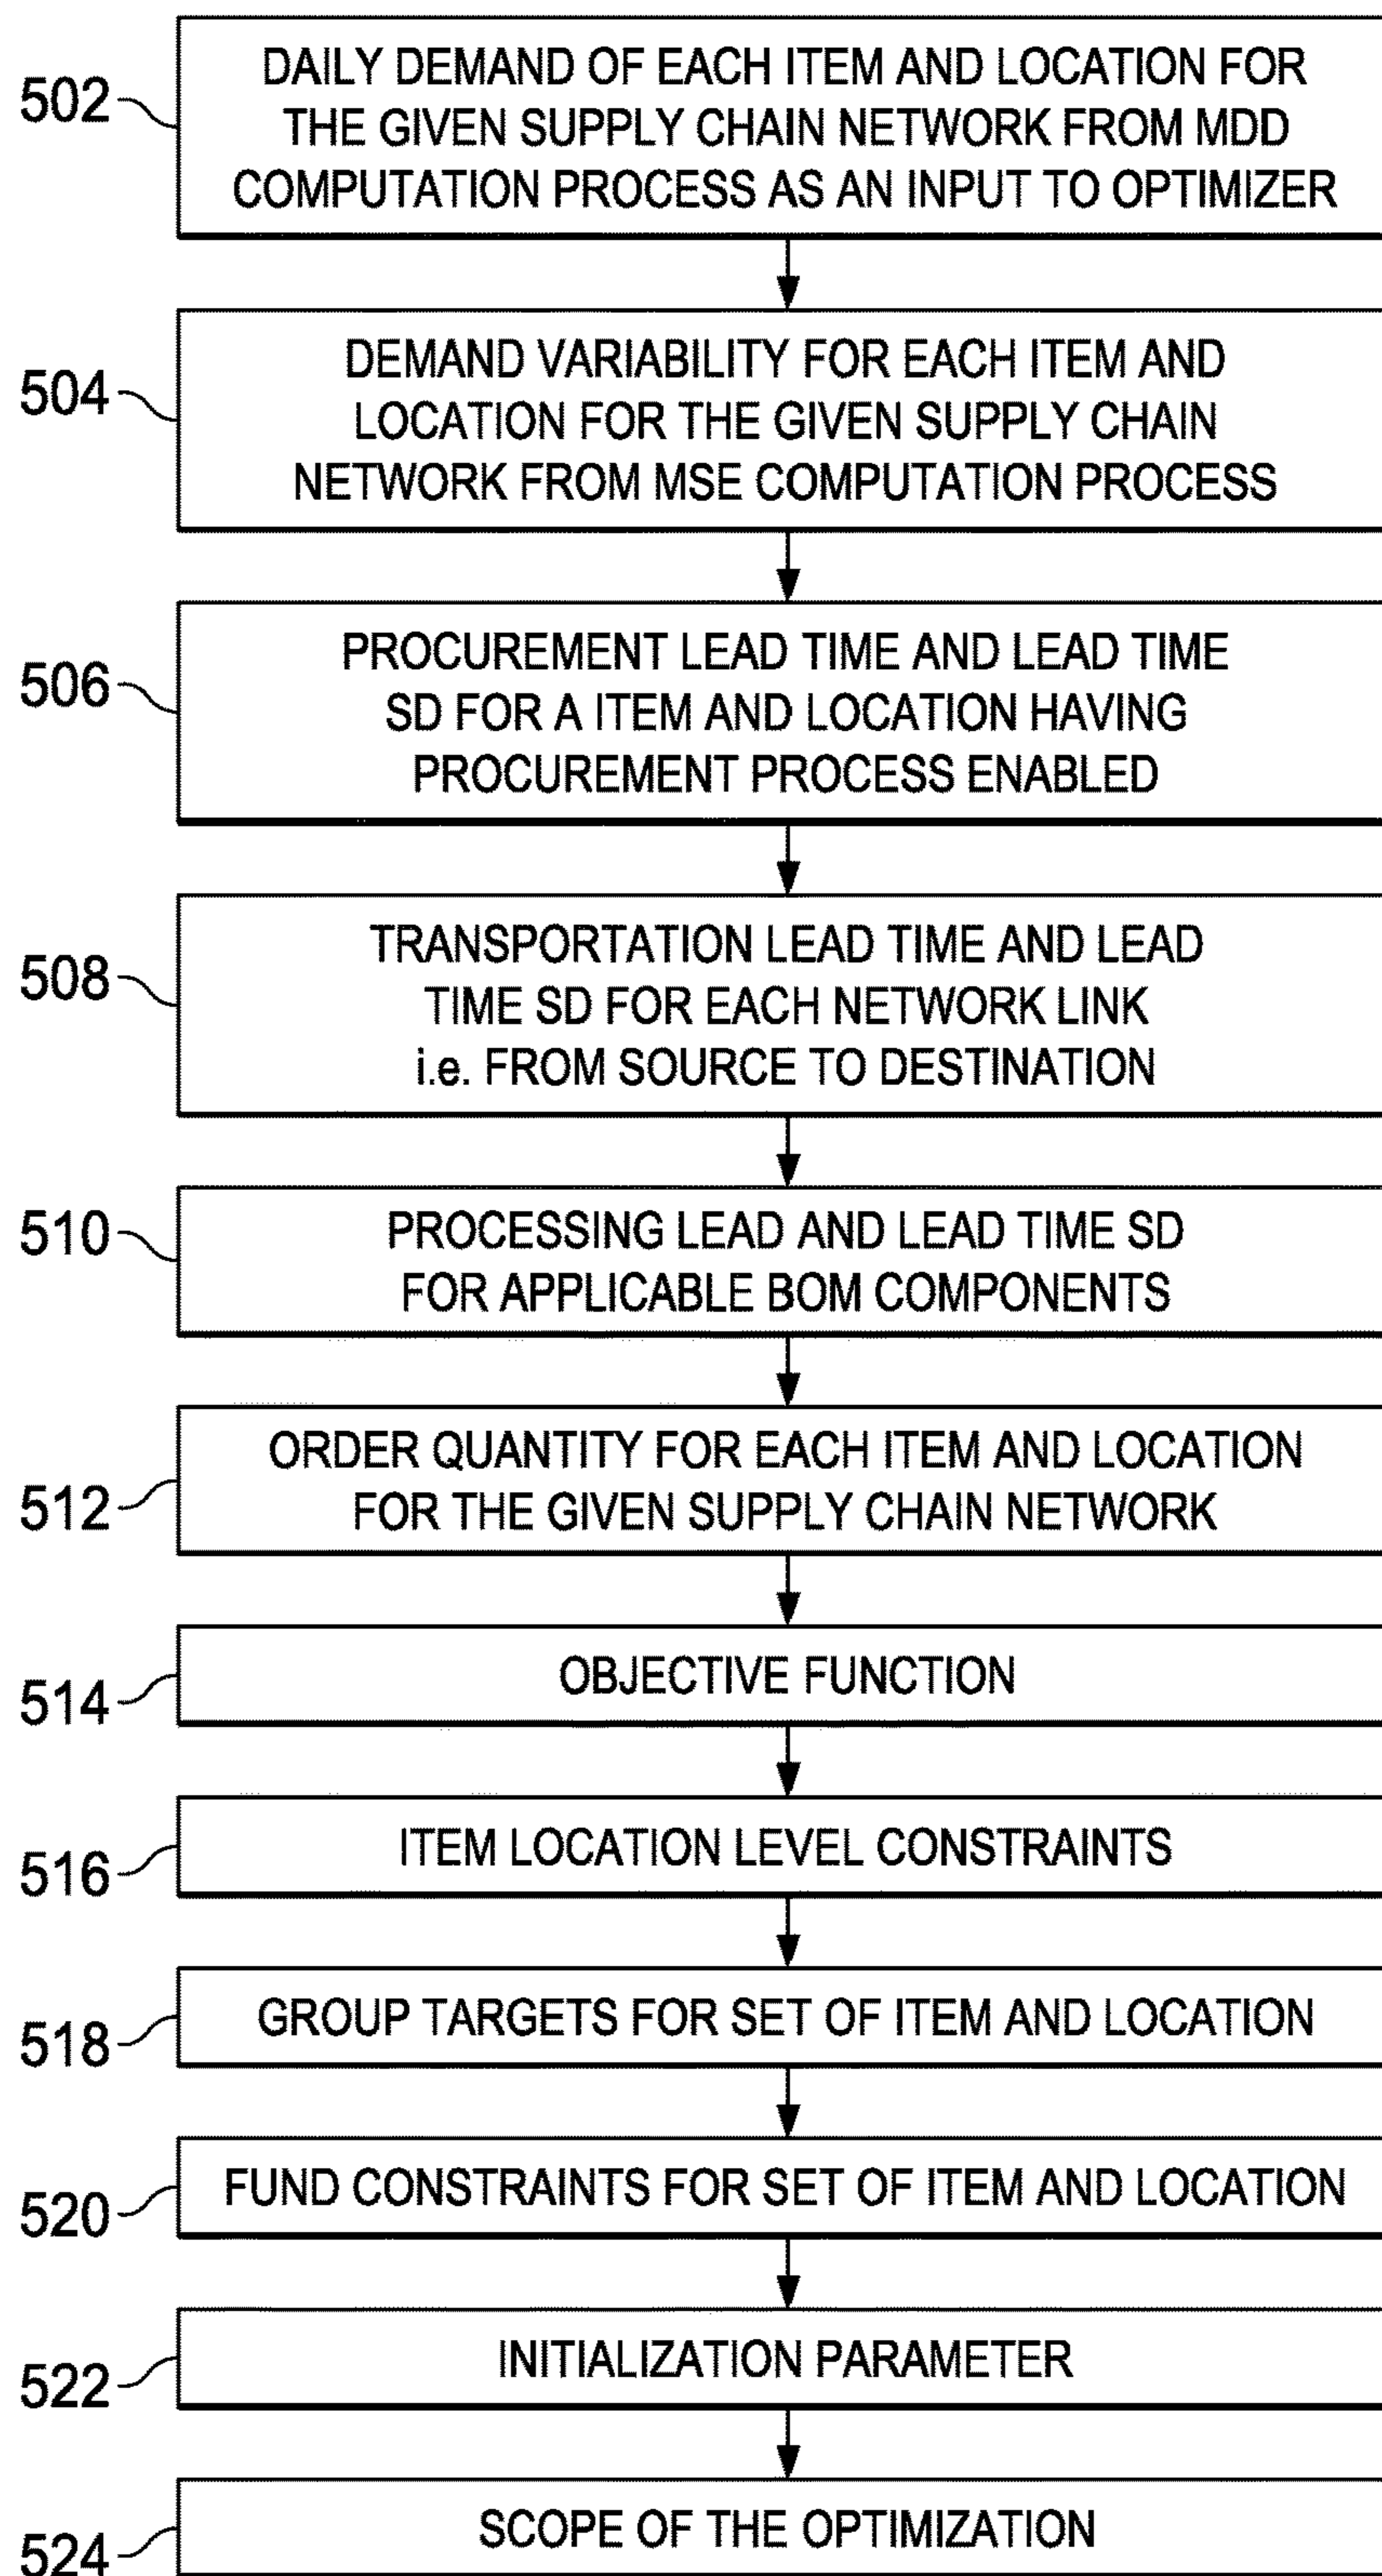 502
DAILY DEMAND OF EACH ITEM AND LOCATION FOR
THE GIVEN SUPPLY CHAIN NETWORK FROM MDD
COMPUTATION PROCESS AS AN INPUT TO OPTIMIZER
504
DEMAND VARIABILITY FOR EACH ITEM AND
LOCATION FOR THE GIVEN SUPPLY CHAIN
NETWORK FROM MSE COMPUTATION PROCESS
506
PROCUREMENT LEAD TIME AND LEAD TIME
SD FOR A ITEM AND LOCATION HAVING
PROCUREMENT PROCESS ENABLED
508
TRANSPORTATION LEAD TIME AND LEAD
TIME SD FOR EACH NETWORK LINK
i.e. FROM SOURCE TO DESTINATION
510
PROCESSING LEAD AND LEAD TIME SD
FOR APPLICABLE BOM COMPONENTS
512
ORDER QUANTITY FOR EACH ITEM AND LOCATION
FOR THE GIVEN SUPPLY CHAIN NETWORK
514
OBJECTIVE FUNCTION
516
ITEM LOCATION LEVEL CONSTRAINTS
518
GROUP TARGETS FOR SET OF ITEM AND LOCATION
520
FUND CONSTRAINTS FOR SET OF ITEM AND LOCATION
522
INITIALIZATION PARAMETER
524
SCOPE OF THE OPTIMIZATION